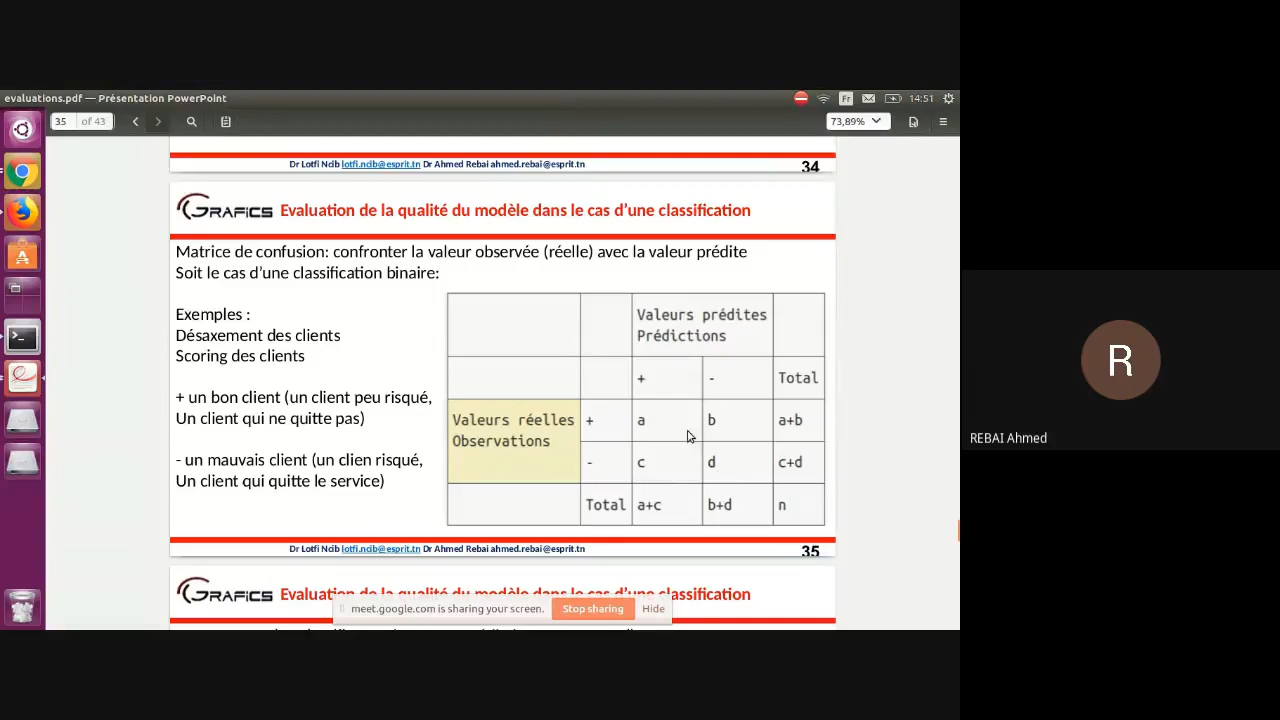 evaluations.pdf — Présentation PowerPoint
Fr
14:51
35 of 43
73,89%
Dr Lotfi Ncib lotfi.ncib@esprit.tn Dr Ahmed Rebai ahmed.rebai@esprit.tn
34
GRAFICS Evaluation de la qualité du modèle dans le cas d’une classification
Matrice de confusion: confronter la valeur observée (réelle) avec la valeur prédite
Soit le cas d’une classification binaire:
Exemples :
Désaxement des clients
Scoring des clients
+ un bon client (un client peu risqué,
Un client qui ne quitte pas)
- un mauvais client (un clien risqué,
Un client qui quitte le service)
Valeurs prédites
Prédictions
+ - Total
Valeurs réelles + a b a+b
Observations
- c d c+d
Total a+c b+d n
Dr Lotfi Ncib lotfi.ncib@esprit.tn Dr Ahmed Rebai ahmed.rebai@esprit.tn
35
GRAFICS Evaluation de la qualité du modèle dans le cas d’une classification
meet.google.com is sharing your screen. Stop sharing Hide
R
REBAI Ahmed